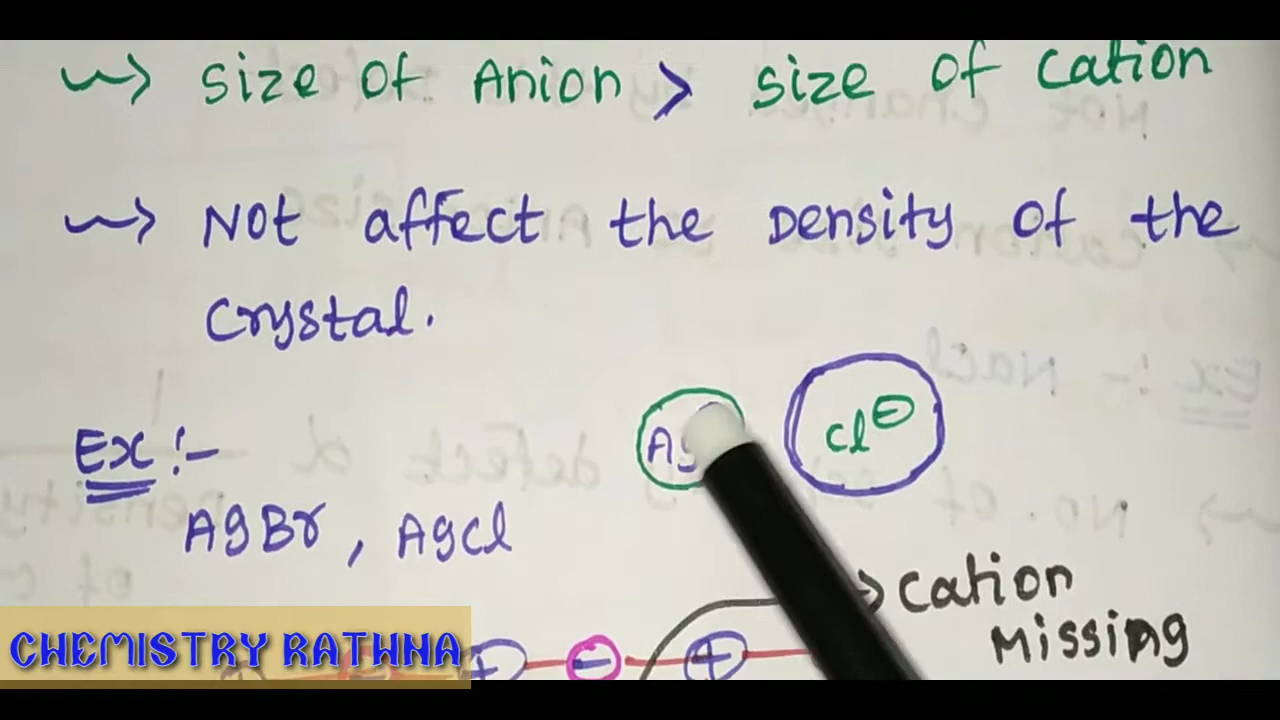 ⇝ Size Of Anion > Size of Cation
⇝ Not affect the Density Of the
Crystal.
Ex :-
AgBr , AgCl
Ag
Cl⊖
→ Cation
Missing
+ − +
CHEMISTRY RATHNA